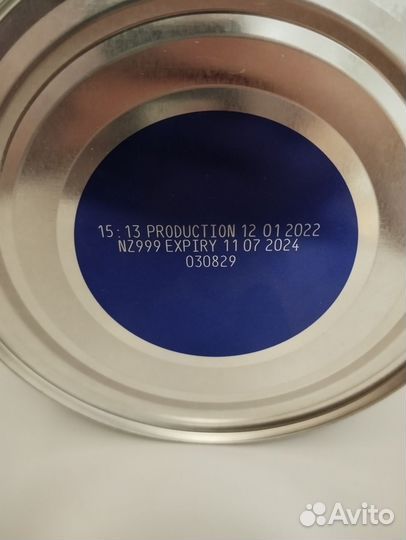 15:13 PRODUCTION 12 01 2022
NZ999 EXPIRY 11 07 2024
030829
Avito